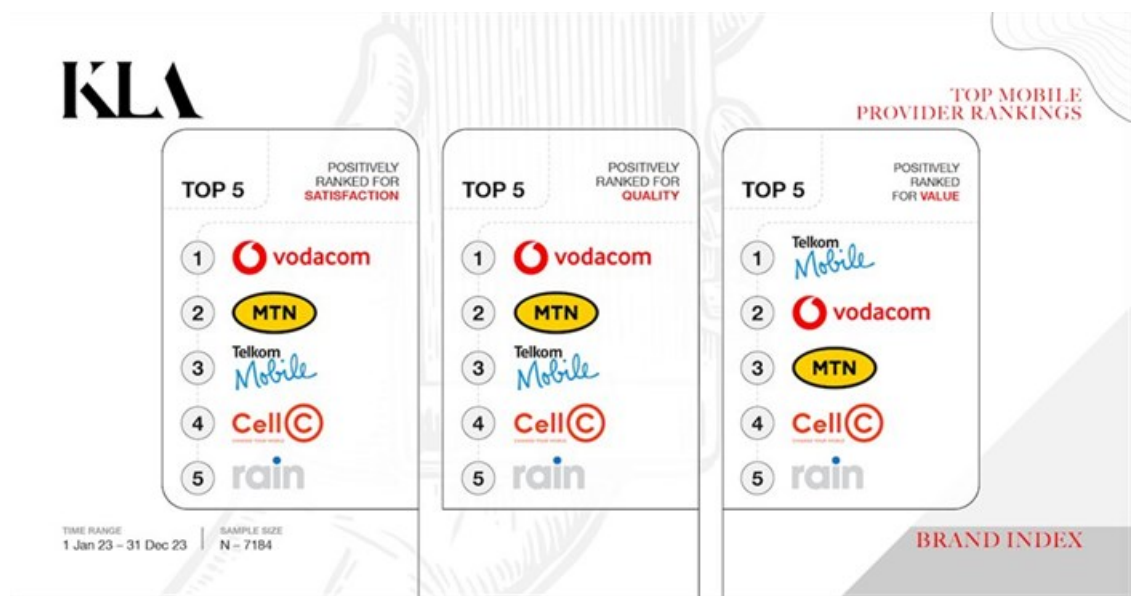 KLA
TOP MOBILE
PROVIDER RANKINGS
TOP 5
POSITIVELY
RANKED FOR
SATISFACTION
1 vodacom
2 MTN
3 Telkom
Mobile
4 Cell C
5 rain
TOP 5
POSITIVELY
RANKED FOR
QUALITY
1 vodacom
2 MTN
3 Telkom
Mobile
4 Cell C
5 rain
TOP 5
POSITIVELY
RANKED
FOR VALUE
1 Telkom
Mobile
2 vodacom
3 MTN
4 Cell C
5 rain
TIME RANGE
1 Jan 23 – 31 Dec 23
SAMPLE SIZE
N – 7184
BRAND INDEX